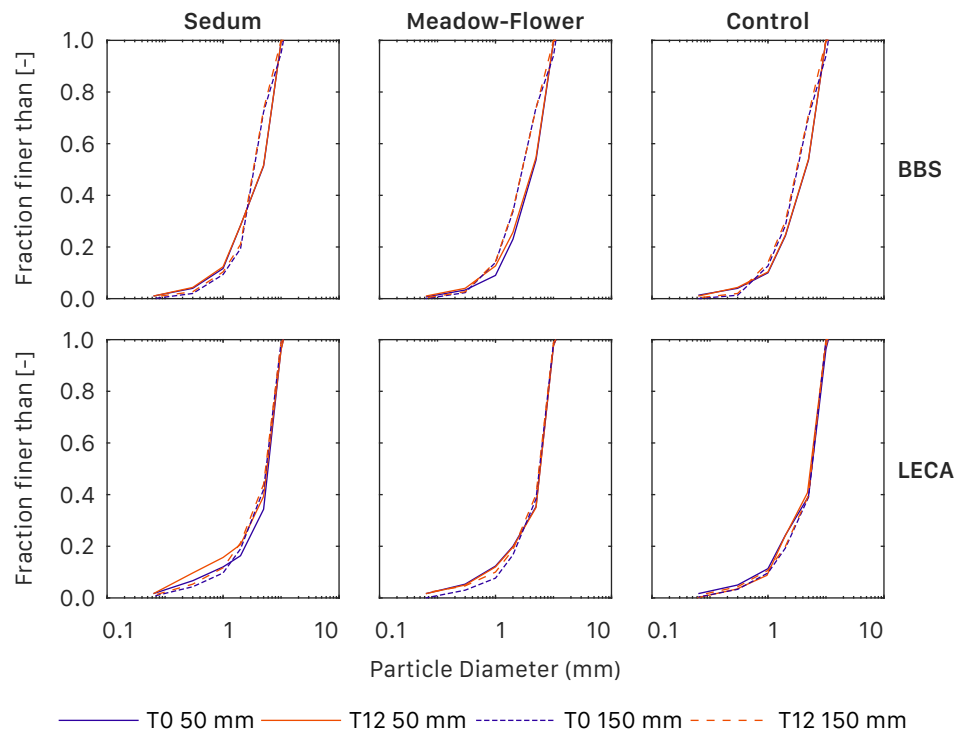 Sedum Meadow-Flower Control
Fraction finer than [-]
1.0
0.8
0.6
0.4
0.2
0.0
BBS
Fraction finer than [-]
1.0
0.8
0.6
0.4
0.2
0.0
LECA
0.1 1 10 0.1 1 10 0.1 1 10
Particle Diameter (mm)
T0 50 mm T12 50 mm T0 150 mm T12 150 mm